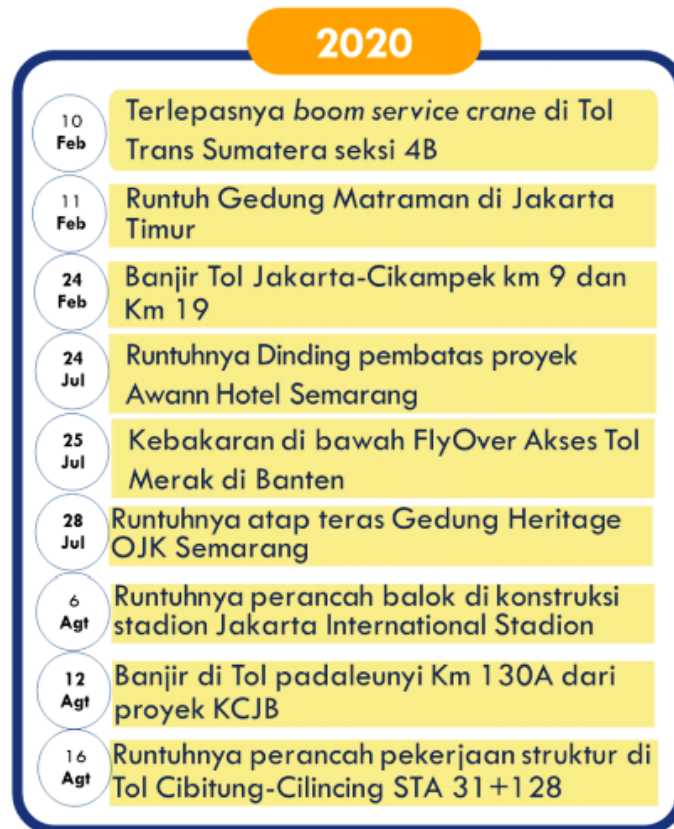 2020
10
Feb
Terlepasnya boom service crane di Tol
Trans Sumatera seksi 4B
11
Feb
Runtuh Gedung Matraman di Jakarta
Timur
24
Feb
Banjir Tol Jakarta-Cikampek km 9 dan
Km 19
24
Jul
Runtuhnya Dinding pembatas proyek
Awann Hotel Semarang
25
Jul
Kebakaran di bawah FlyOver Akses Tol
Merak di Banten
28
Jul
Runtuhnya atap teras Gedung Heritage
OJK Semarang
6
Agt
Runtuhnya perancah balok di konstruksi
stadion Jakarta International Stadion
12
Agt
Banjir di Tol padaleunyi Km 130A dari
proyek KCJB
16
Agt
Runtuhnya perancah pekerjaan struktur di
Tol Cibitung-Cilincing STA 31+128